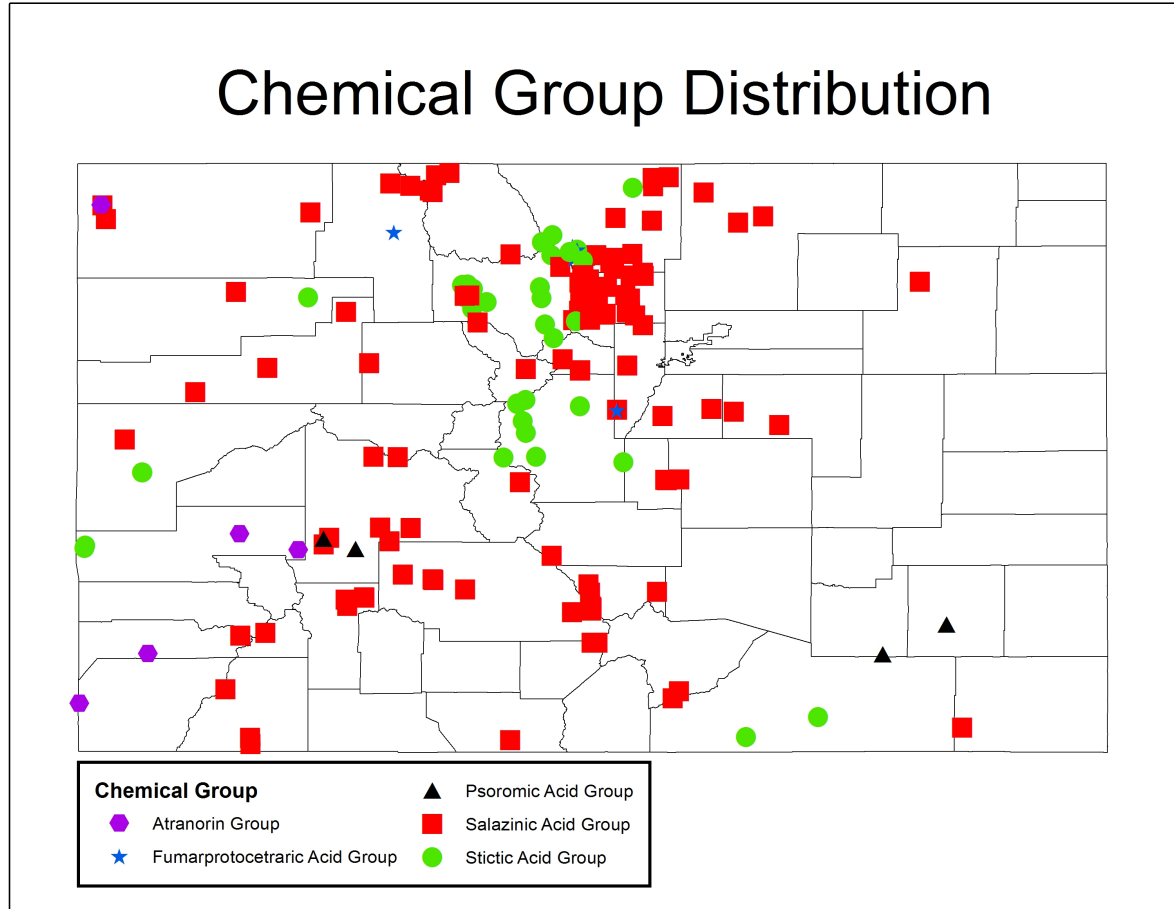 Chemical Group Distribution
Chemical Group
Atranorin Group
Fumarprotocetraric Acid Group
Psoromic Acid Group
Salazinic Acid Group
Stictic Acid Group